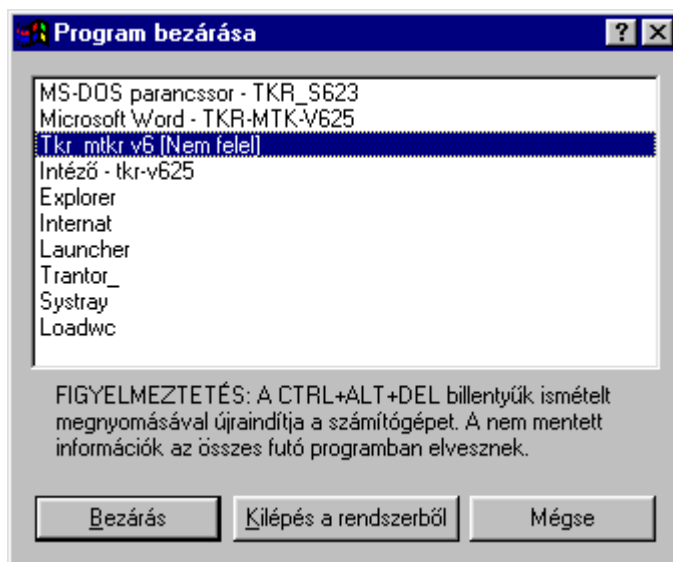 Program bezárása
MS-DOS parancssor - TKR_S623
Microsoft Word - TKR-MTK-V625
Tkr_mtkr v6 [Nem felel]
Intéző - tkr-v625
Explorer
Internat
Launcher
Trantor_
Systray
Loadwc
FIGYELMEZTETÉS: A CTRL+ALT+DEL billentyűk ismételt
megnyomásával újraindítja a számítógépet. A nem mentett
információk az összes futó programban elvesznek.
Bezárás
Kilépés a rendszerből
Mégse